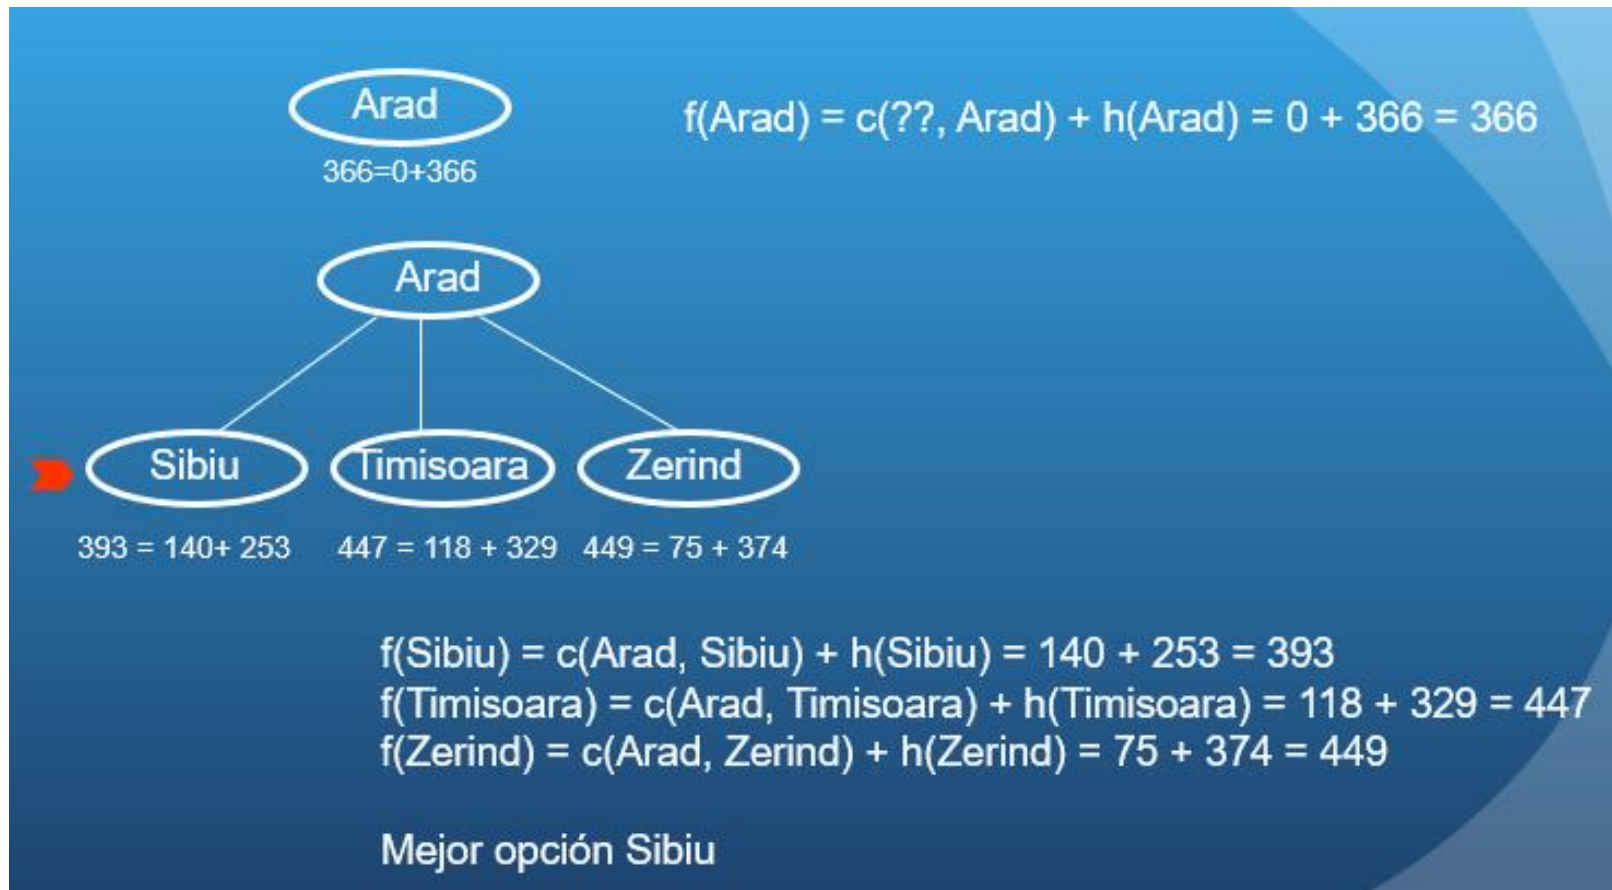 Arad
f(Arad) = c(??, Arad) + h(Arad) = 0 + 366 = 366
366=0+366
Arad
Sibiu
Timisoara
Zerind
393 = 140+ 253
447 = 118 + 329
449 = 75 + 374
f(Sibiu) = c(Arad, Sibiu) + h(Sibiu) = 140 + 253 = 393
f(Timisoara) = c(Arad, Timisoara) + h(Timisoara) = 118 + 329 = 447
f(Zerind) = c(Arad, Zerind) + h(Zerind) = 75 + 374 = 449
Mejor opción Sibiu